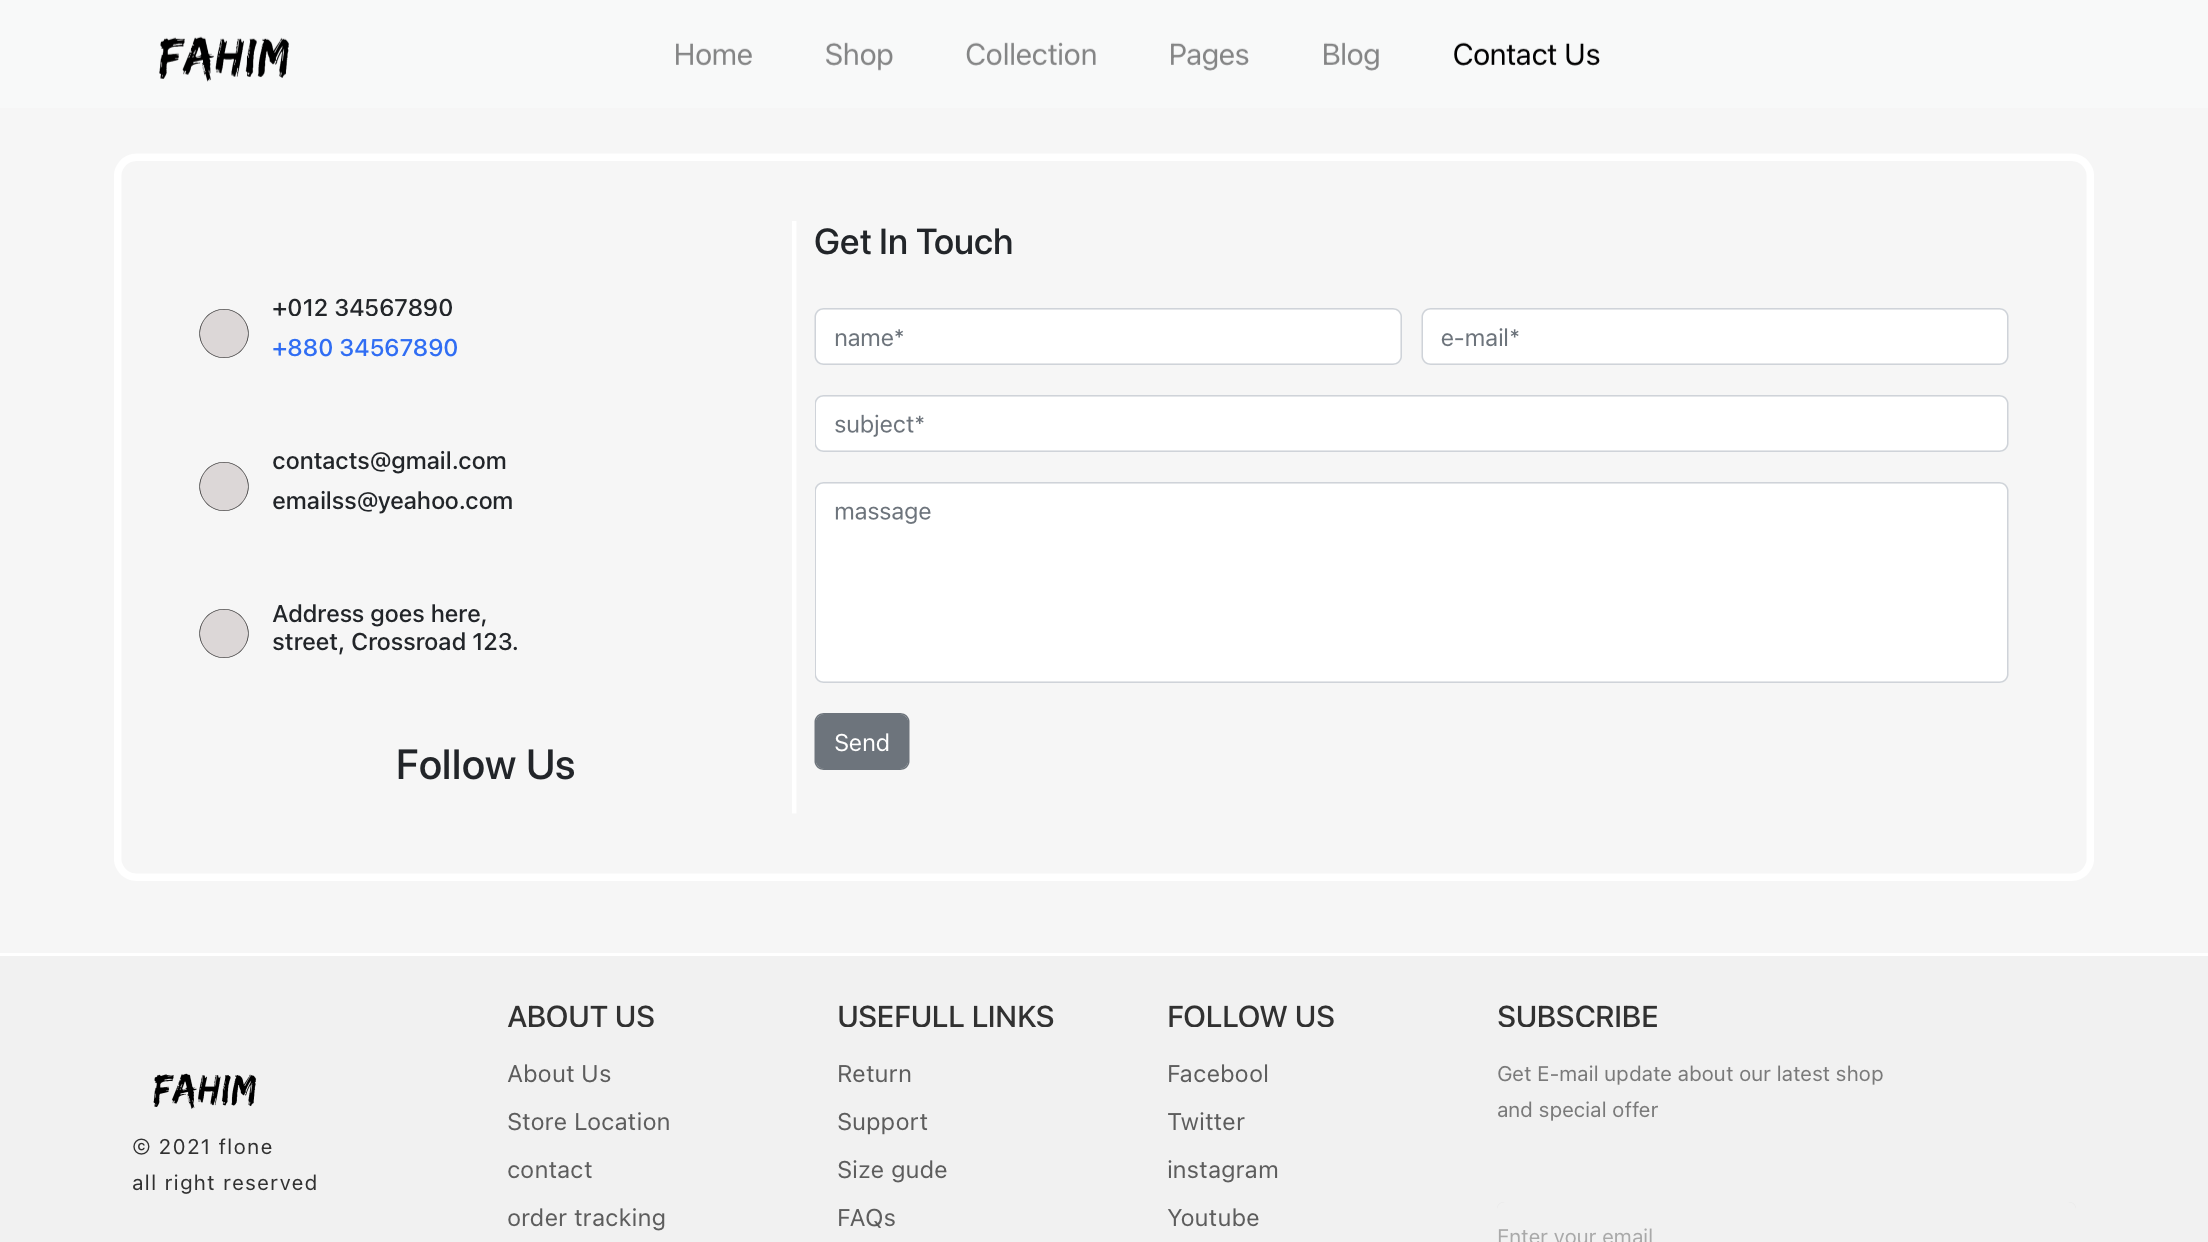 FAHIM
Home Shop Collection Pages Blog Contact Us
+012 34567890
+880 34567890
contacts@gmail.com
emailss@yeahoo.com
Address goes here,
street, Crossroad 123.
Follow Us
Get In Touch
name* e-mail*
subject*
massage
Send
FAHIM
© 2021 flone
all right reserved
ABOUT US
About Us
Store Location
contact
order tracking
USEFULL LINKS
Return
Support
Size gude
FAQs
FOLLOW US
Facebool
Twitter
instagram
Youtube
SUBSCRIBE
Get E-mail update about our latest shop
and special offer
Enter your email